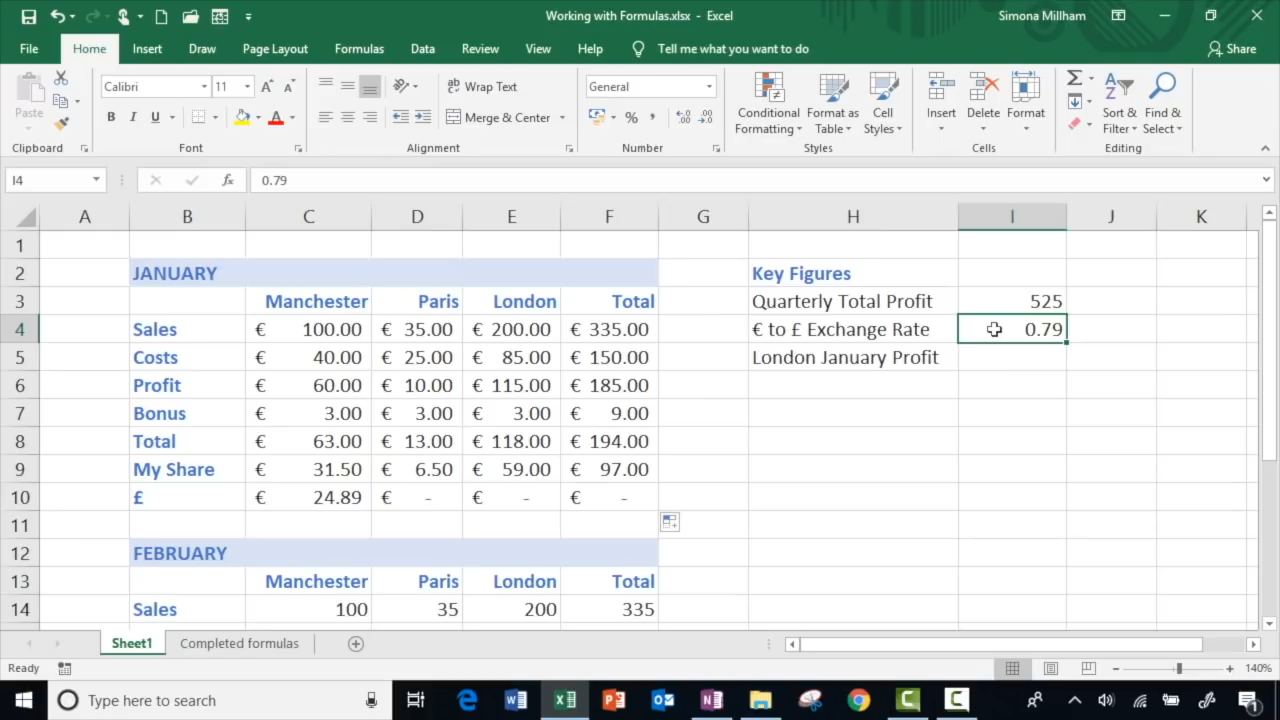 Working with Formulas.xlsx - Excel
Simona Millham
File Home Insert Draw Page Layout Formulas Data Review View Help Tell me what you want to do Share
Paste
Clipboard
Calibri 11
B I U
Font
Wrap Text
Merge & Center
Alignment
General
%
Number
Conditional Formatting
Format as Table
Cell Styles
Styles
Insert Delete Format
Cells
Sort & Filter
Find & Select
Editing
I4 fx 0.79
A B C D E F G H I J K
1
2 JANUARY Key Figures
3 Manchester Paris London Total Quarterly Total Profit 525
4 Sales € 100.00 € 35.00 € 200.00 € 335.00 € to £ Exchange Rate 0.79
5 Costs € 40.00 € 25.00 € 85.00 € 150.00 London January Profit
6 Profit € 60.00 € 10.00 € 115.00 € 185.00
7 Bonus € 3.00 € 3.00 € 3.00 € 9.00
8 Total € 63.00 € 13.00 € 118.00 € 194.00
9 My Share € 31.50 € 6.50 € 59.00 € 97.00
10 £ € 24.89 € - € - € -
11
12 FEBRUARY
13 Manchester Paris London Total
14 Sales 100 35 200 335
Sheet1 Completed formulas
Ready 140%
Type here to search